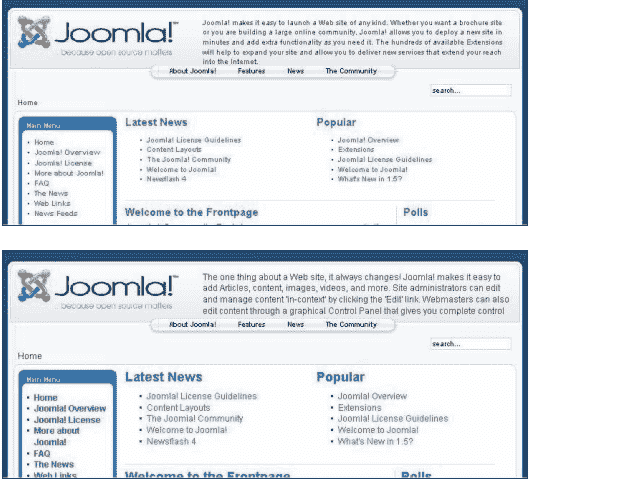 Joomla!™
because open source matters
Joomla! makes it easy to launch a Web site of any kind. Whether you want a brochure site
or you are building a large online community, Joomla! allows you to deploy a new site in
minutes and add extra functionality as you need it. The hundreds of available Extensions
will help to expand your site and allow you to deliver new services that extend your reach
into the Internet.
About Joomla! Features News The Community
search...
Home
Main Menu
Home
Joomla! Overview
Joomla! License
More about Joomla!
FAQ
The News
Web Links
News Feeds
Latest News
Joomla! License Guidelines
Content Layouts
The Joomla! Community
Welcome to Joomla!
Newsflash 4
Popular
Joomla! Overview
Extensions
Joomla! License Guidelines
Welcome to Joomla!
What's New in 1.5?
Welcome to the Frontpage
Polls
Joomla!™
because open source matters
The one thing about a Web site, it always changes! Joomla! makes it easy to
add Articles, content, images, videos, and more. Site administrators can edit
and manage content 'in-context' by clicking the 'Edit' link. Webmasters can also
edit content through a graphical Control Panel that gives you complete control
About Joomla! Features News The Community
search...
Home
Main Menu
Home
Joomla! Overview
Joomla! License
More about
Joomla!
FAQ
The News
Web Links
Latest News
Joomla! License Guidelines
Content Layouts
The Joomla! Community
Welcome to Joomla!
Newsflash 4
Popular
Joomla! Overview
Extensions
Joomla! License Guidelines
Welcome to Joomla!
What's New in 1.5?
Welcome to the Frontpage
Polls